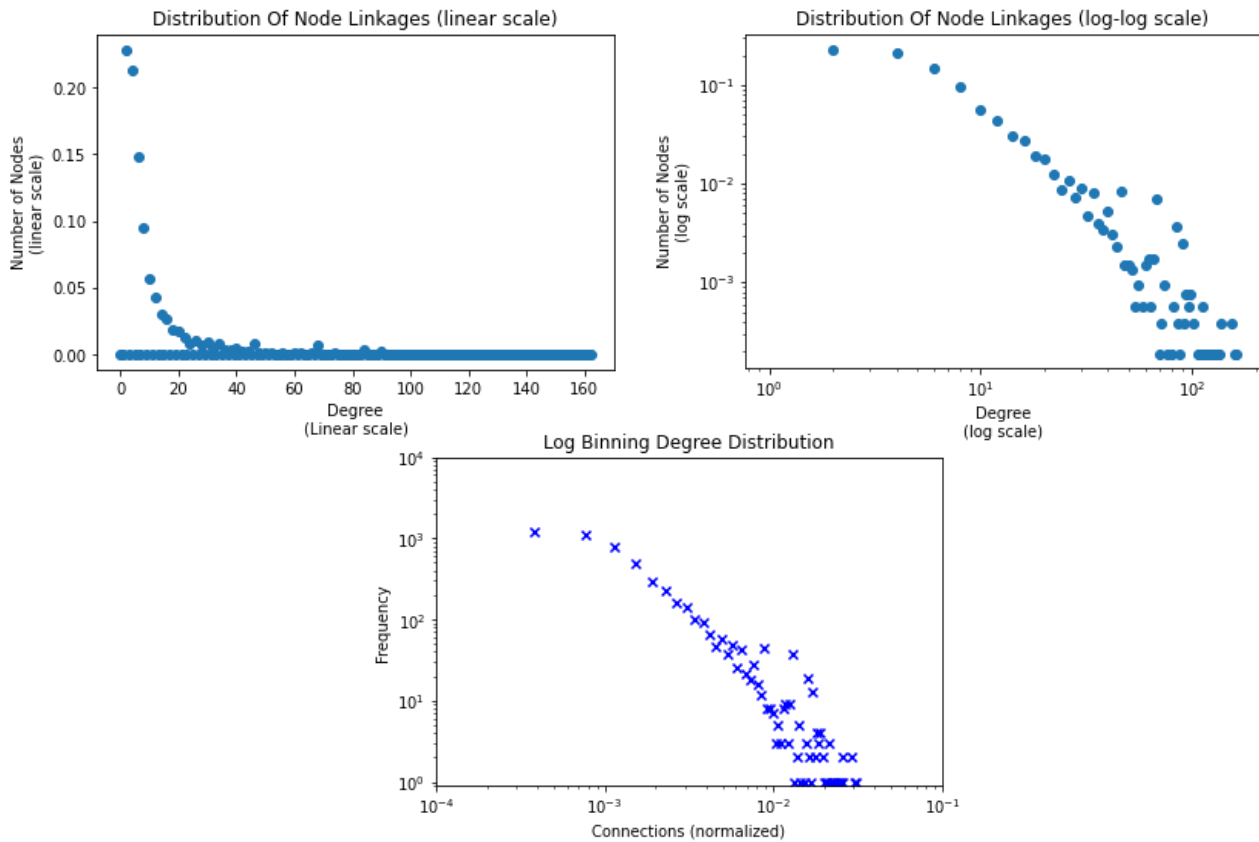 Distribution Of Node Linkages (linear scale)
Number of Nodes
(linear scale)
0.20
0.15
0.10
0.05
0.00
0 20 40 60 80 100 120 140 160
Degree
(Linear scale)
Distribution Of Node Linkages (log-log scale)
Number of Nodes
(log scale)
10⁻¹
10⁻²
10⁻³
10⁰ 10¹ 10²
Degree
(log scale)
Log Binning Degree Distribution
Frequency
10⁴
10³
10²
10¹
10⁰
10⁻⁴ 10⁻³ 10⁻² 10⁻¹
Connections (normalized)